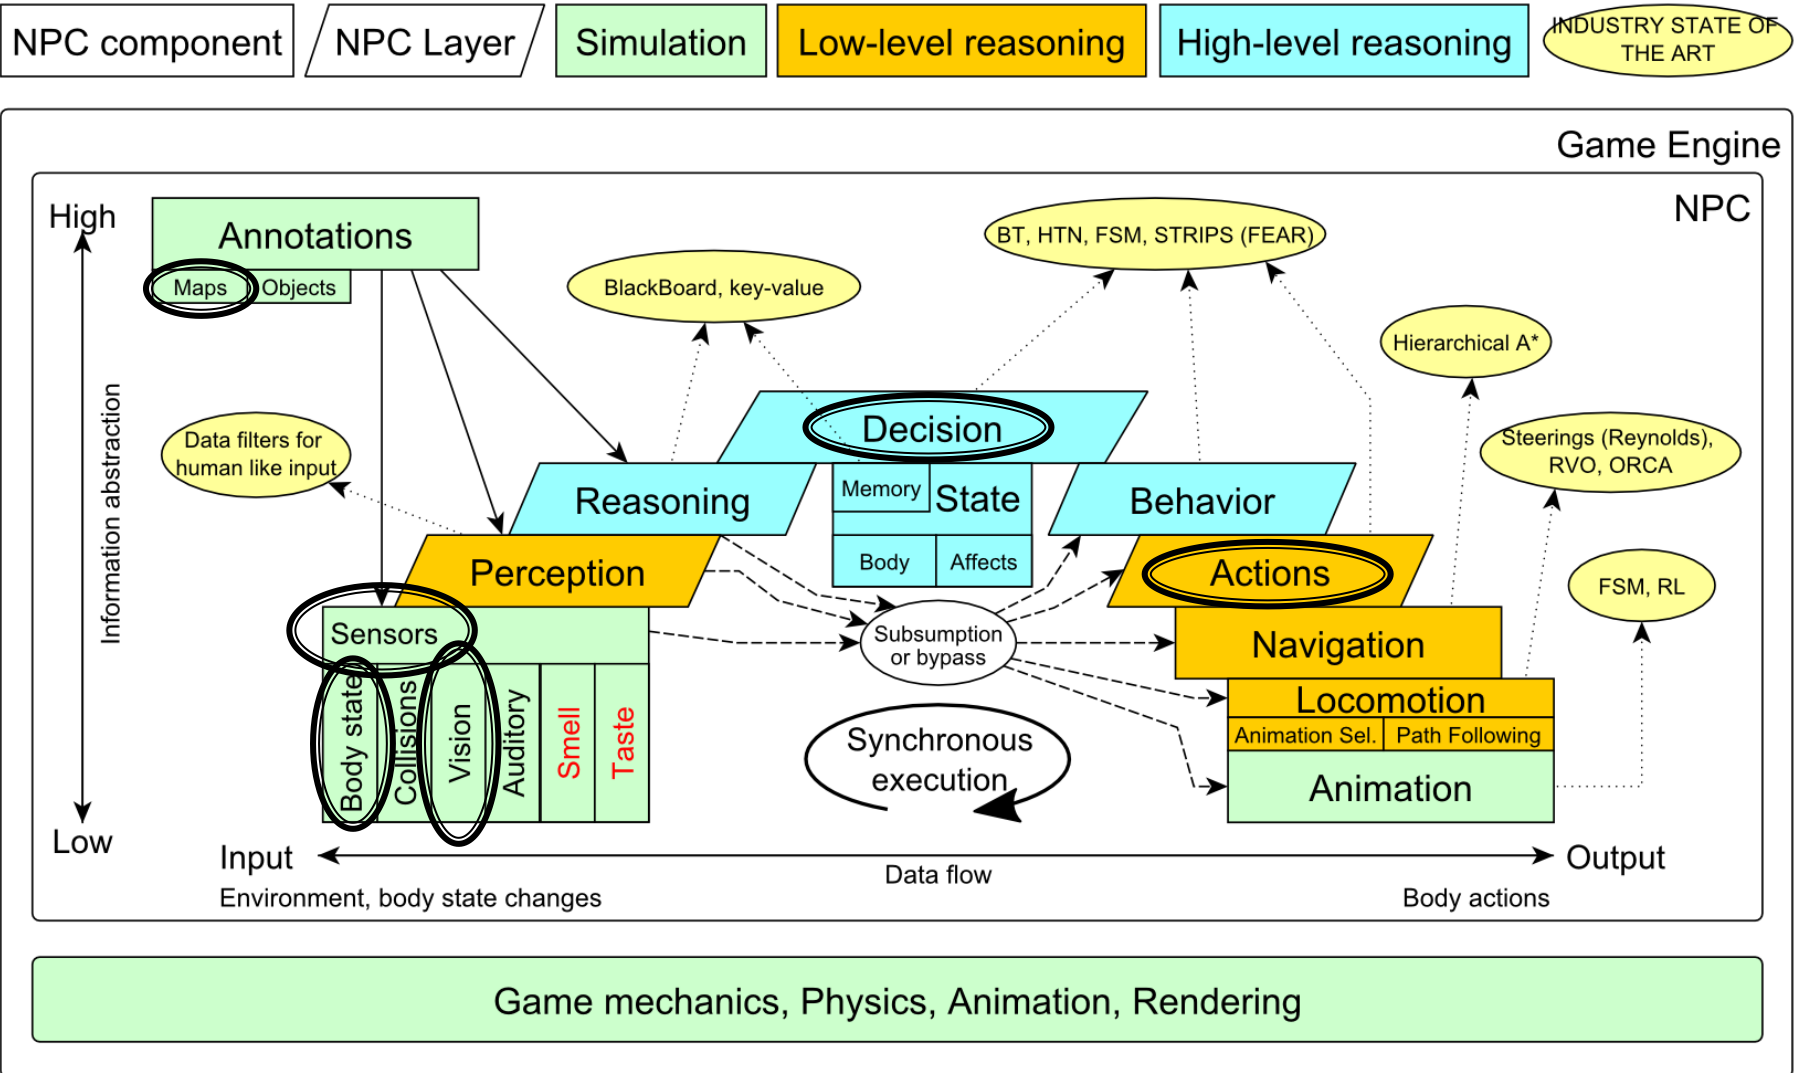 NPC component
NPC Layer
Simulation
Low-level reasoning
High-level reasoning
INDUSTRY STATE OF
THE ART
Game Engine
NPC
High
Annotations
Maps
Objects
BlackBoard, key-value
BT, HTN, FSM, STRIPS (FEAR)
Hierarchical A*
Data filters for
human like input
Information abstraction
Decision
Steerings (Reynolds),
RVO, ORCA
Reasoning
Memory
State
Behavior
Perception
Body
Affects
Actions
FSM, RL
Sensors
Subsumption
or bypass
Navigation
Body state
Collisions
Vision
Auditory
Smell
Taste
Locomotion
Animation Sel.
Path Following
Synchronous
execution
Animation
Low
Input
Data flow
Output
Environment, body state changes
Body actions
Game mechanics, Physics, Animation, Rendering